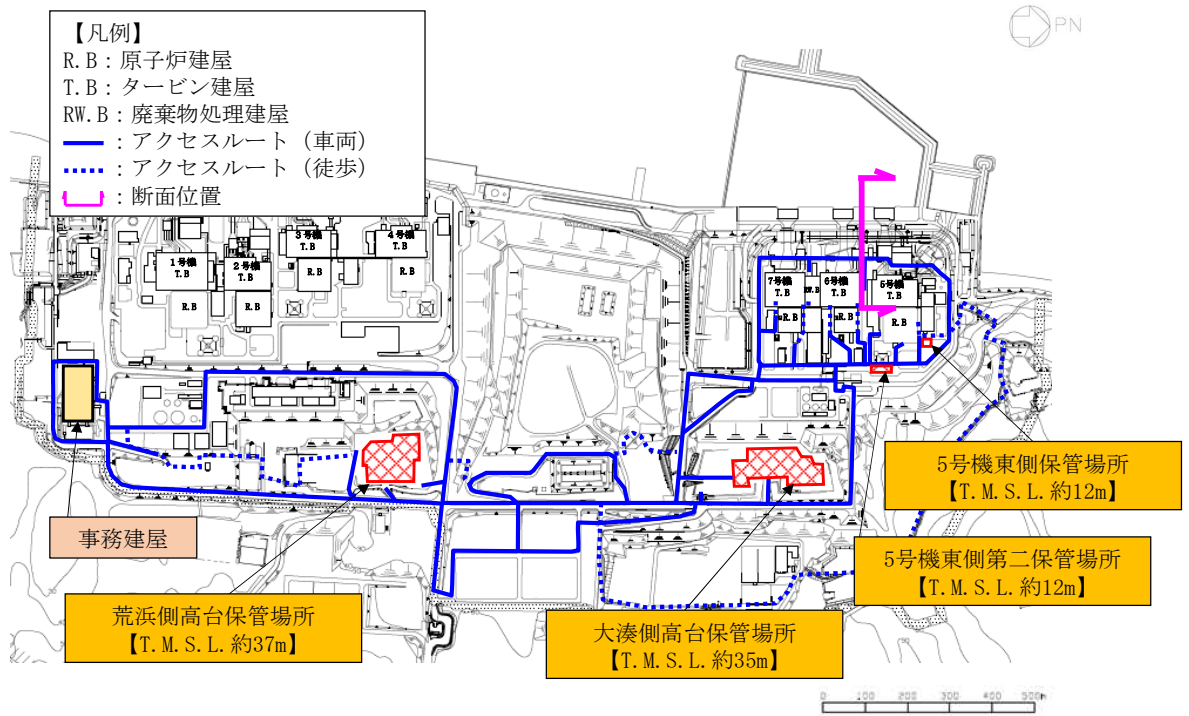 【凡例】
R.B：原子炉建屋
T.B：タービン建屋
RW.B：廃棄物処理建屋
：アクセスルート（車両）
：アクセスルート（徒歩）
：断面位置
PN
1号機
T.B
2号機
T.B
3号機
T.B
4号機
T.B
R.B
R.B
R.B
R.B
7号機
T.B
RW.B
6号機
T.B
5号機
T.B
R.B
R.B
R.B
事務建屋
荒浜側高台保管場所
【T.M.S.L.約37m】
大湊側高台保管場所
【T.M.S.L.約35m】
5号機東側保管場所
【T.M.S.L.約12m】
5号機東側第二保管場所
【T.M.S.L.約12m】
0 100 200 300 400 500m